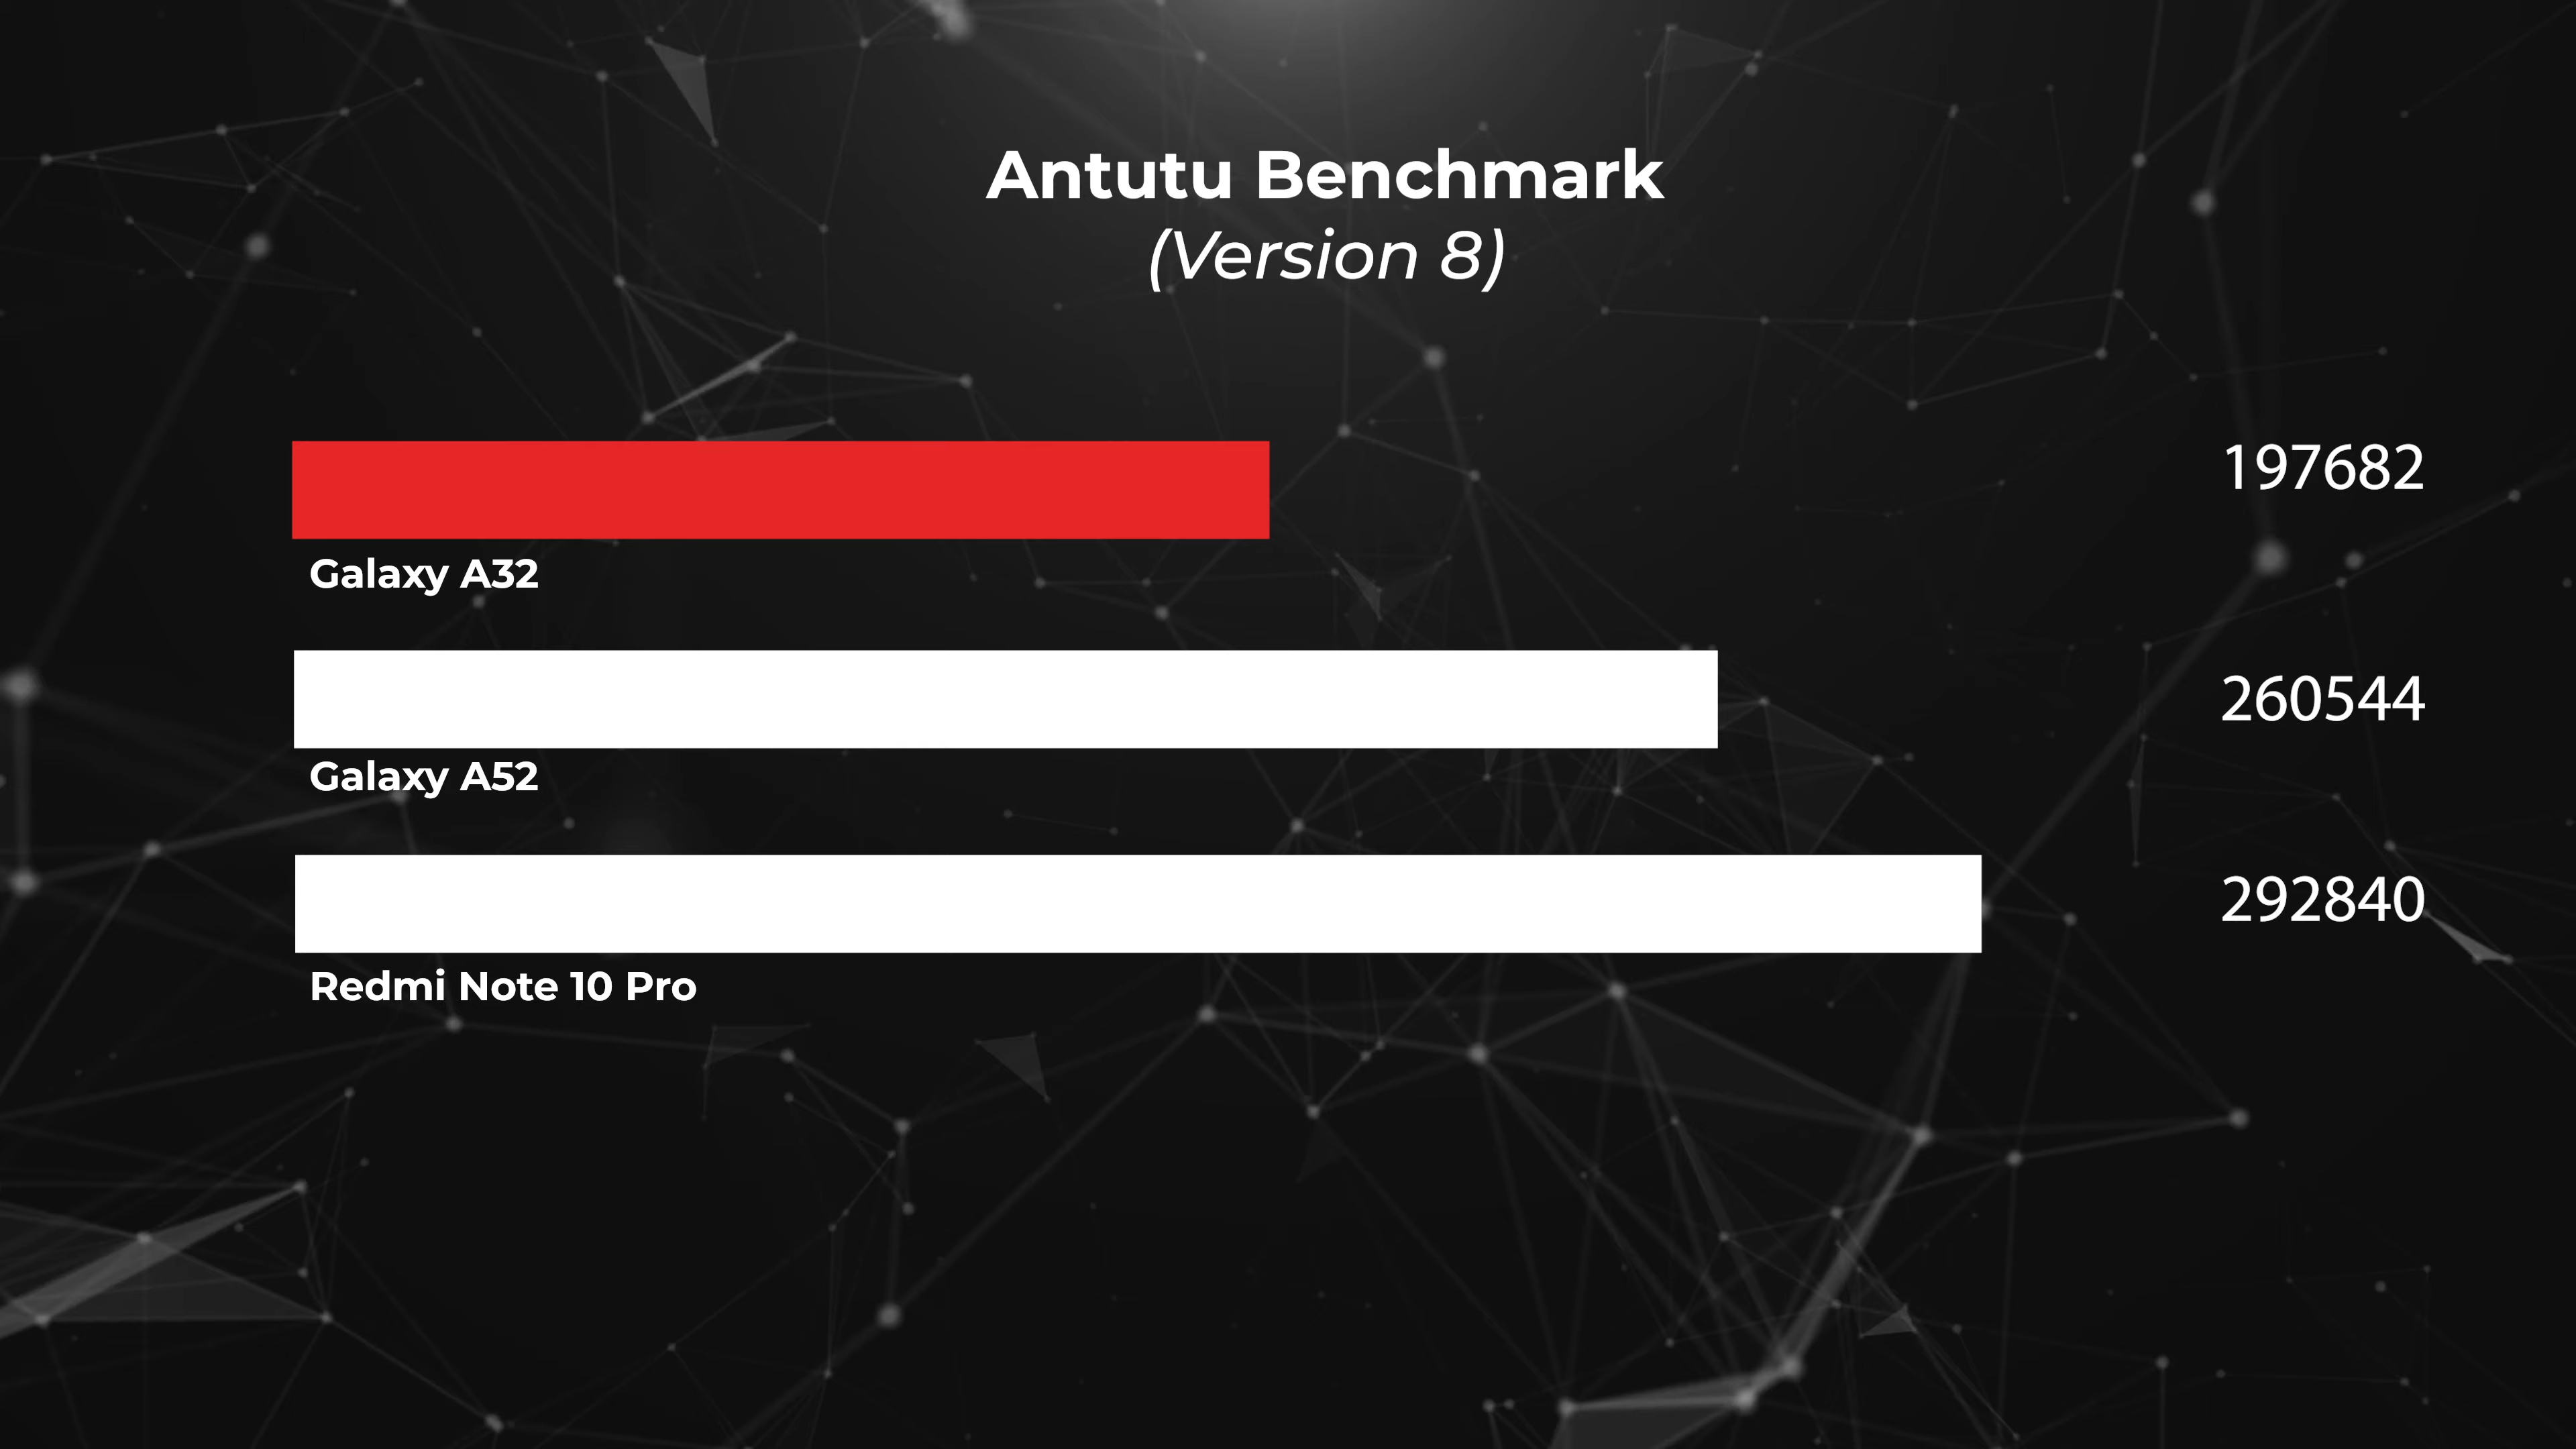 Antutu Benchmark
(Version 8)
197682
Galaxy A32
260544
Galaxy A52
292840
Redmi Note 10 Pro